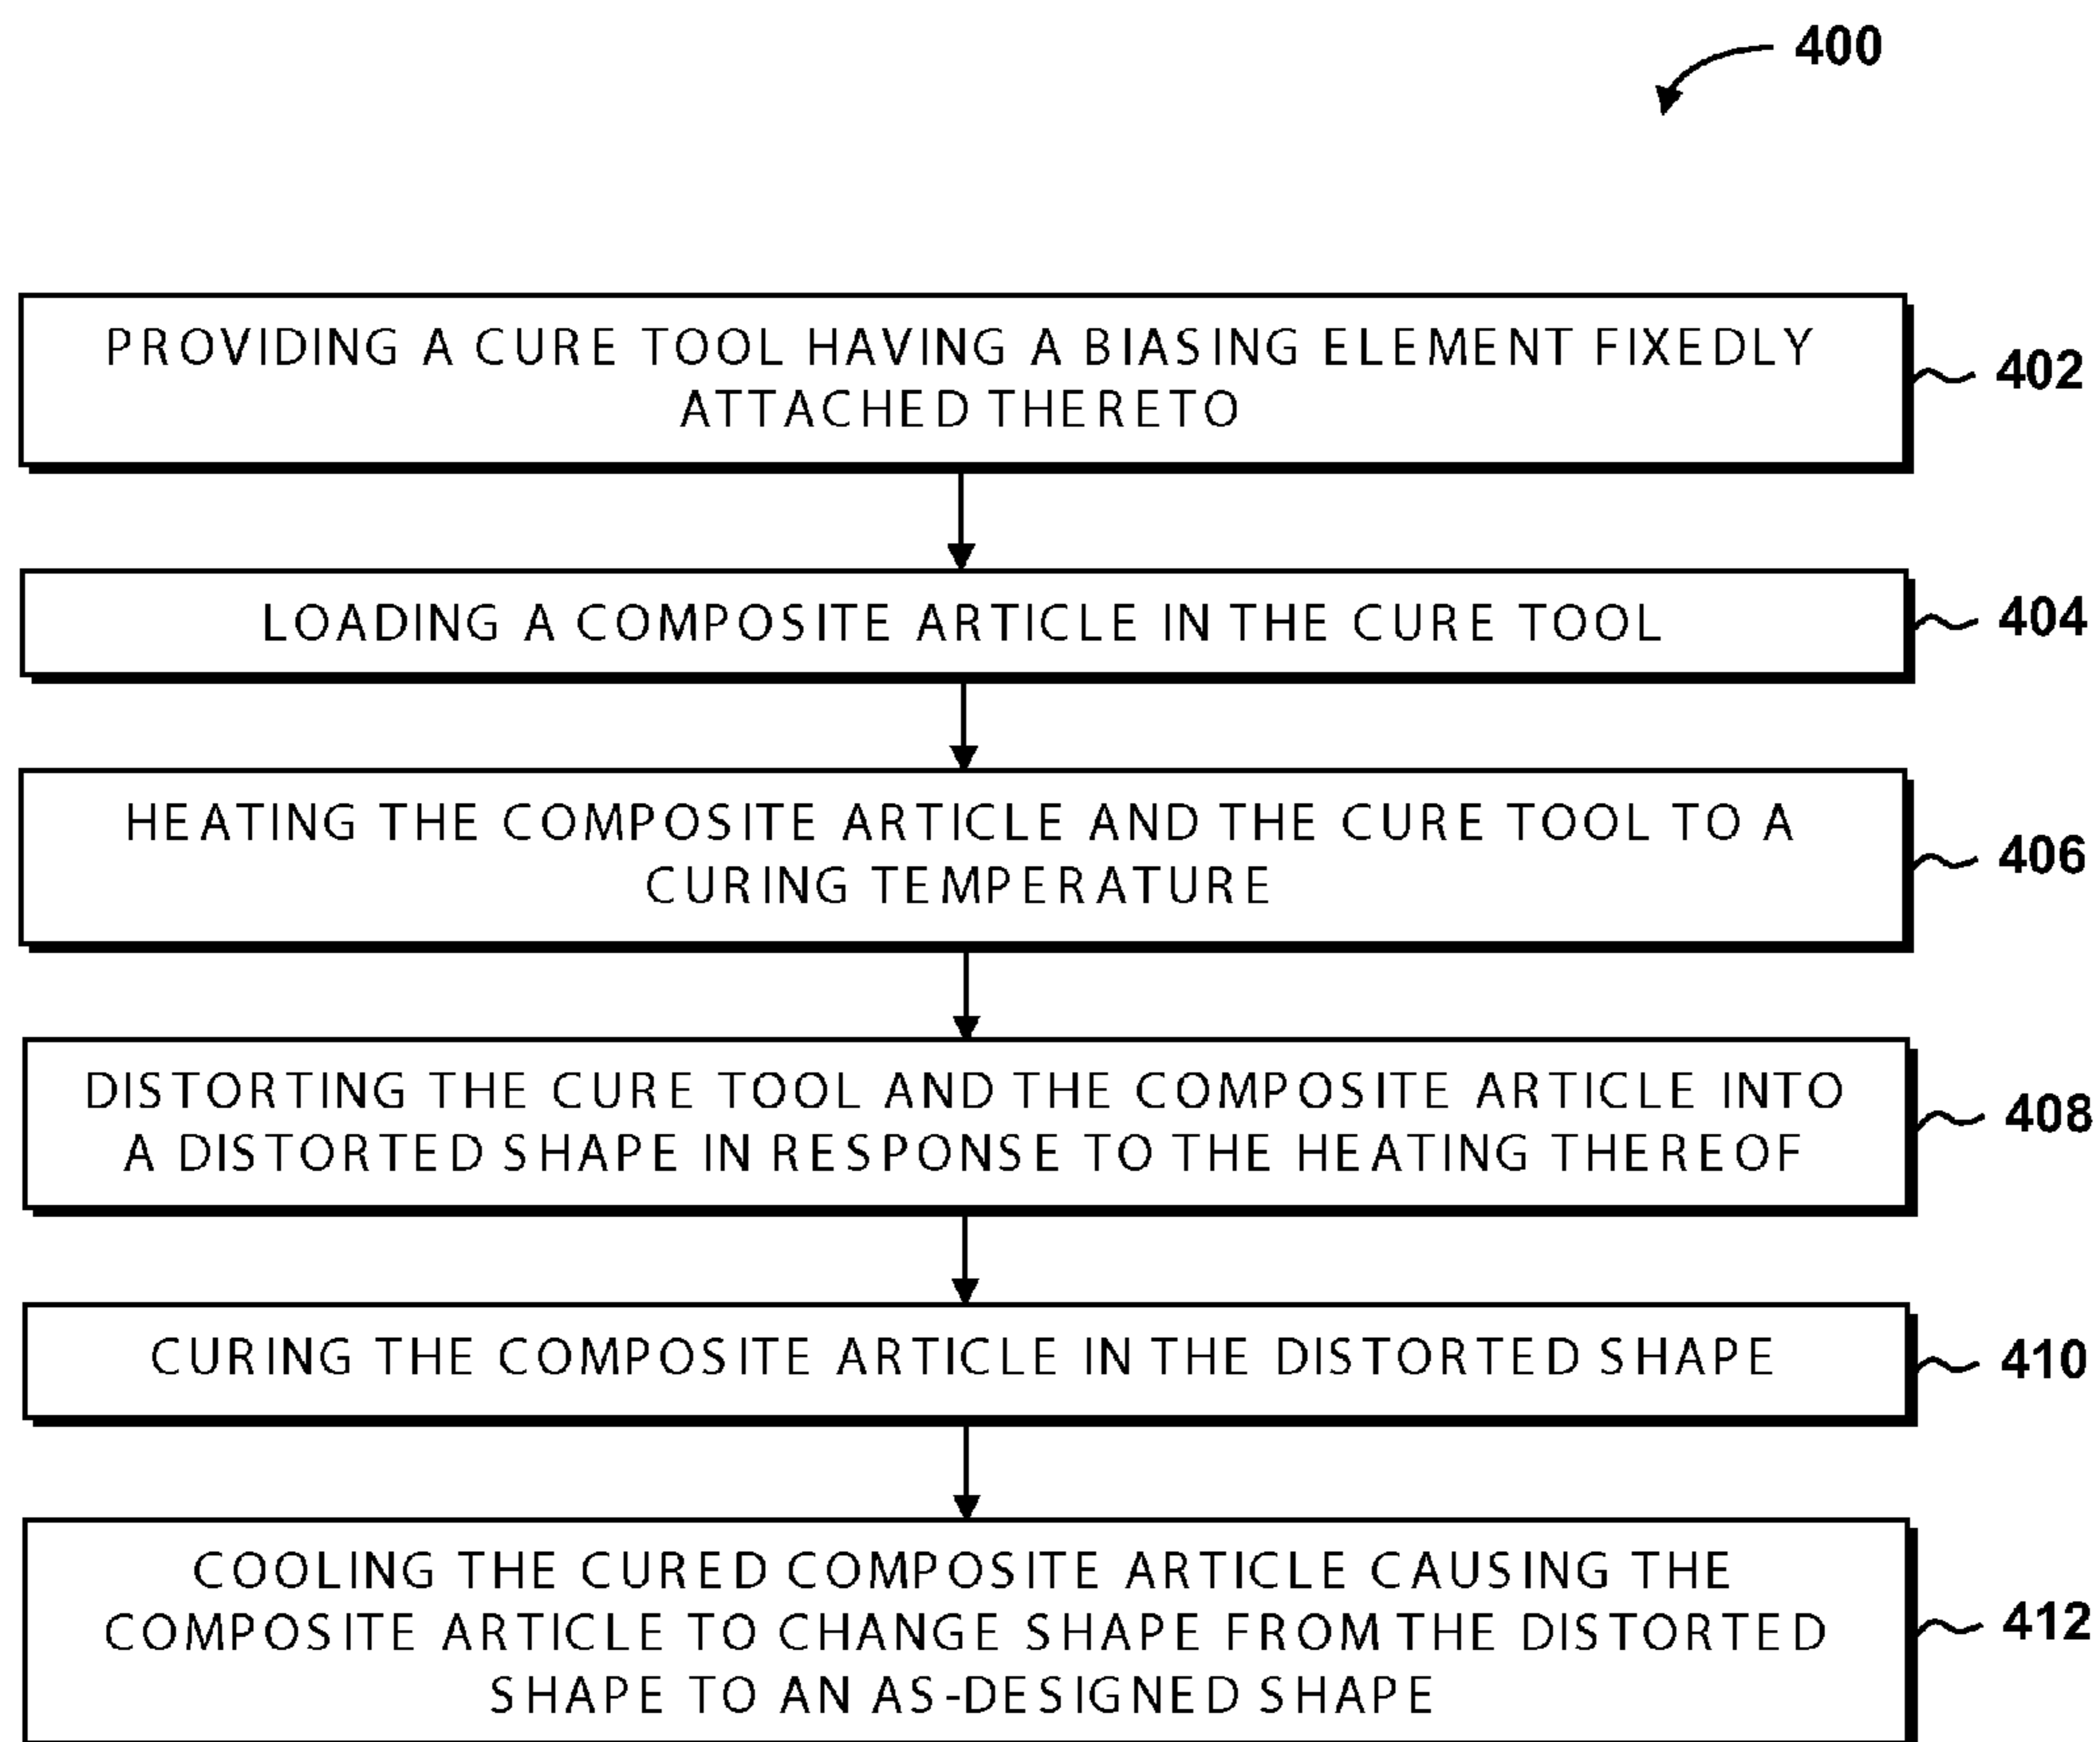 400
PROVIDING A CURE TOOL HAVING A BIASING ELEMENT FIXEDLY
ATTACHED THERETO
402
LOADING A COMPOSITE ARTICLE IN THE CURE TOOL
404
HEATING THE COMPOSITE ARTICLE AND THE CURE TOOL TO A
CURING TEMPERATURE
406
DISTORTING THE CURE TOOL AND THE COMPOSITE ARTICLE INTO
A DISTORTED SHAPE IN RESPONSE TO THE HEATING THEREOF
408
CURING THE COMPOSITE ARTICLE IN THE DISTORTED SHAPE
410
COOLING THE CURED COMPOSITE ARTICLE CAUSING THE
COMPOSITE ARTICLE TO CHANGE SHAPE FROM THE DISTORTED
SHAPE TO AN AS-DESIGNED SHAPE
412